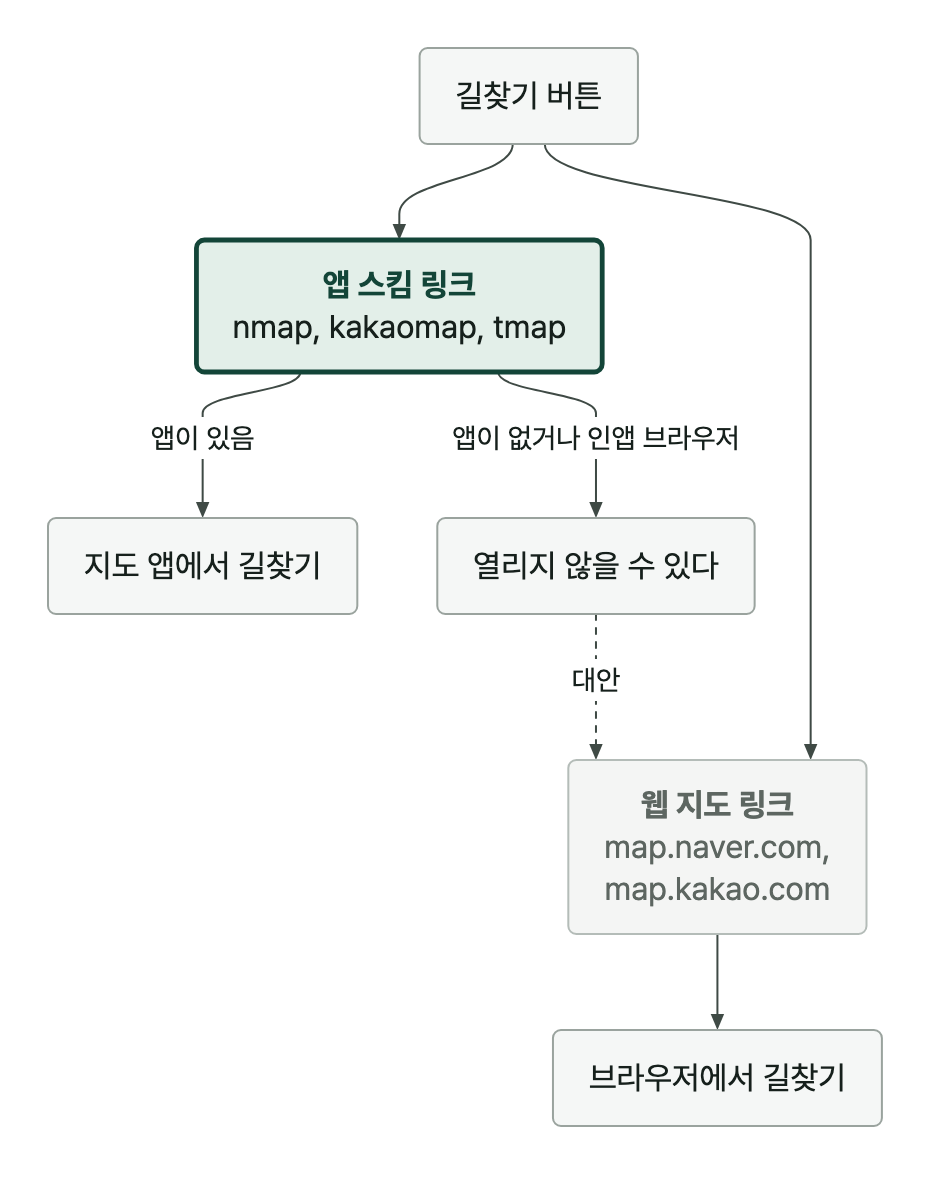 길찾기 버튼
앱 스킴 링크
nmap, kakaomap, tmap
앱이 있음
앱이 없거나 인앱 브라우저
지도 앱에서 길찾기
열리지 않을 수 있다
대안
웹 지도 링크
map.naver.com,
map.kakao.com
브라우저에서 길찾기